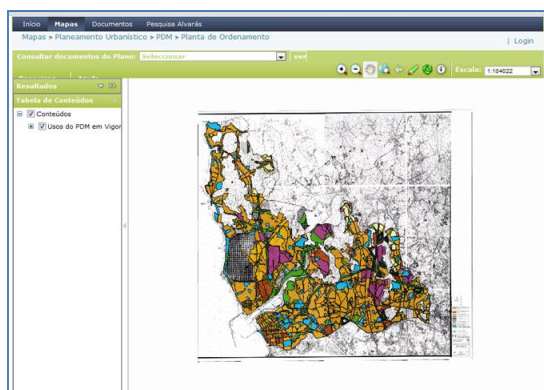 Início Mapas Documentos Pesquisa Alvarás
Mapas > Planeamento Urbanístico > PDM > Planta de Ordenamento
| Login
Consultar documentos do Plano: Seleccionar ver
Escala: 1:104022
Resultados
Tabela de Conteúdos
Conteúdos
Usos do PDM em Vigor